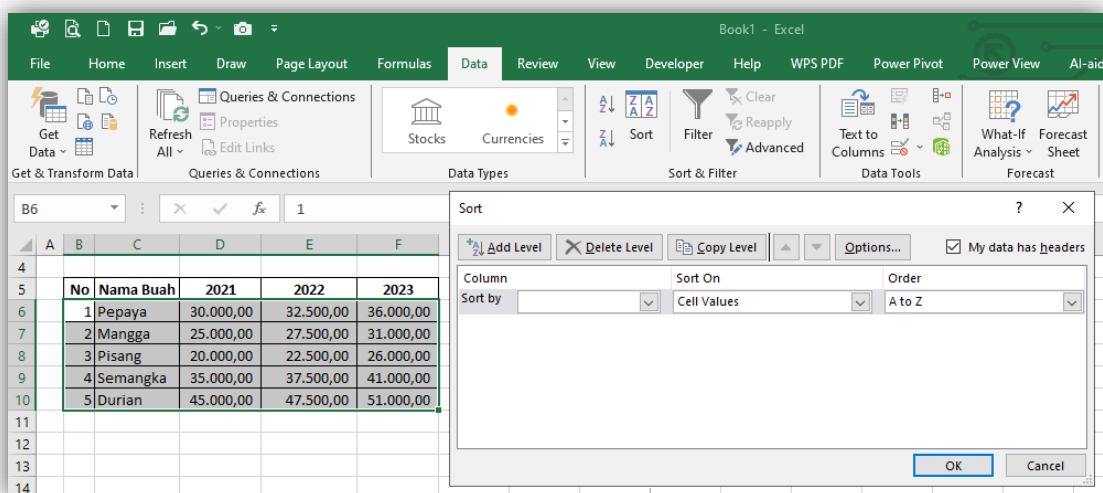 Book1 - Excel
File Home Insert Draw Page Layout Formulas Data Review View Developer Help WPS PDF Power Pivot Power View AI-aid
Get Data
Refresh All
Queries & Connections
Properties
Edit Links
Stocks Currencies
Sort
Filter
Clear
Reapply
Advanced
Text to Columns
What-If Analysis
Forecast Sheet
Get & Transform Data Queries & Connections Data Types Sort & Filter Data Tools Forecast
B6 fx 1
A B C D E F
4
5 No Nama Buah 2021 2022 2023
6 1 Pepaya 30.000,00 32.500,00 36.000,00
7 2 Mangga 25.000,00 27.500,00 31.000,00
8 3 Pisang 20.000,00 22.500,00 26.000,00
9 4 Semangka 35.000,00 37.500,00 41.000,00
10 5 Durian 45.000,00 47.500,00 51.000,00
11
12
13
14
Sort ?
Add Level Delete Level Copy Level Options... My data has headers
Column Sort On Order
Sort by Cell Values A to Z
OK Cancel